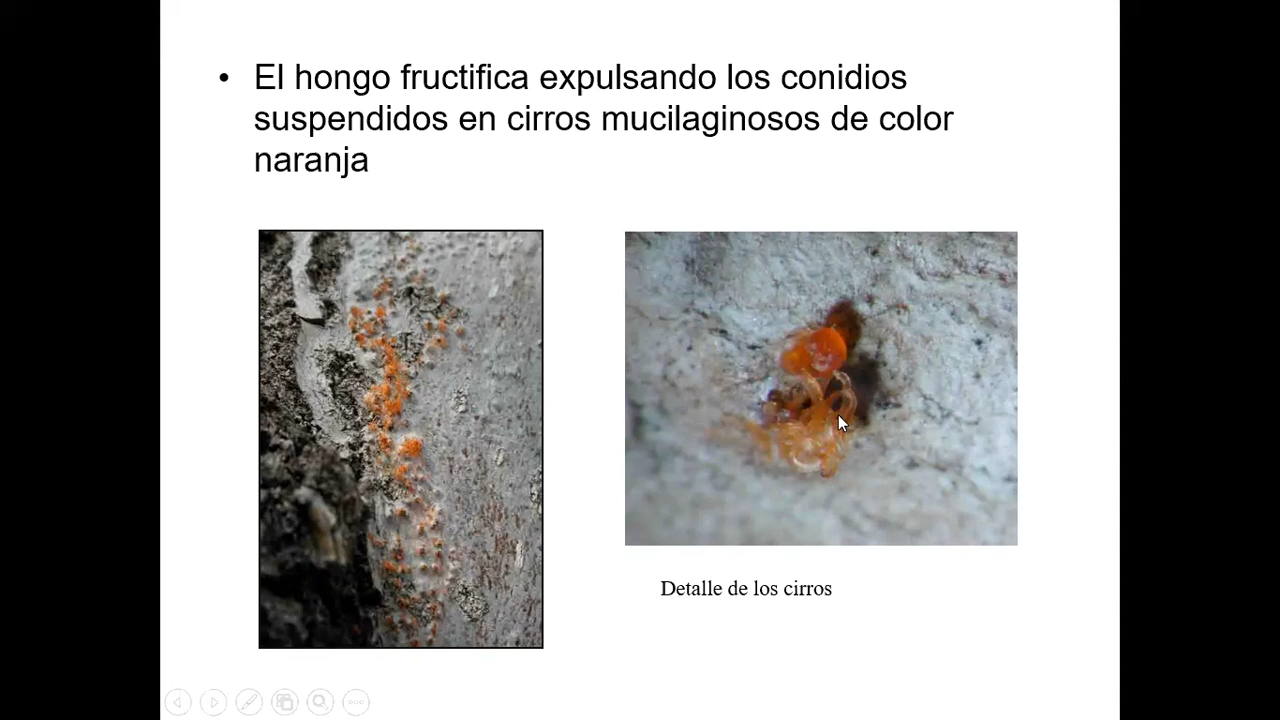 • El hongo fructifica expulsando los conidios
suspendidos en cirros mucilaginosos de color
naranja
Detalle de los cirros